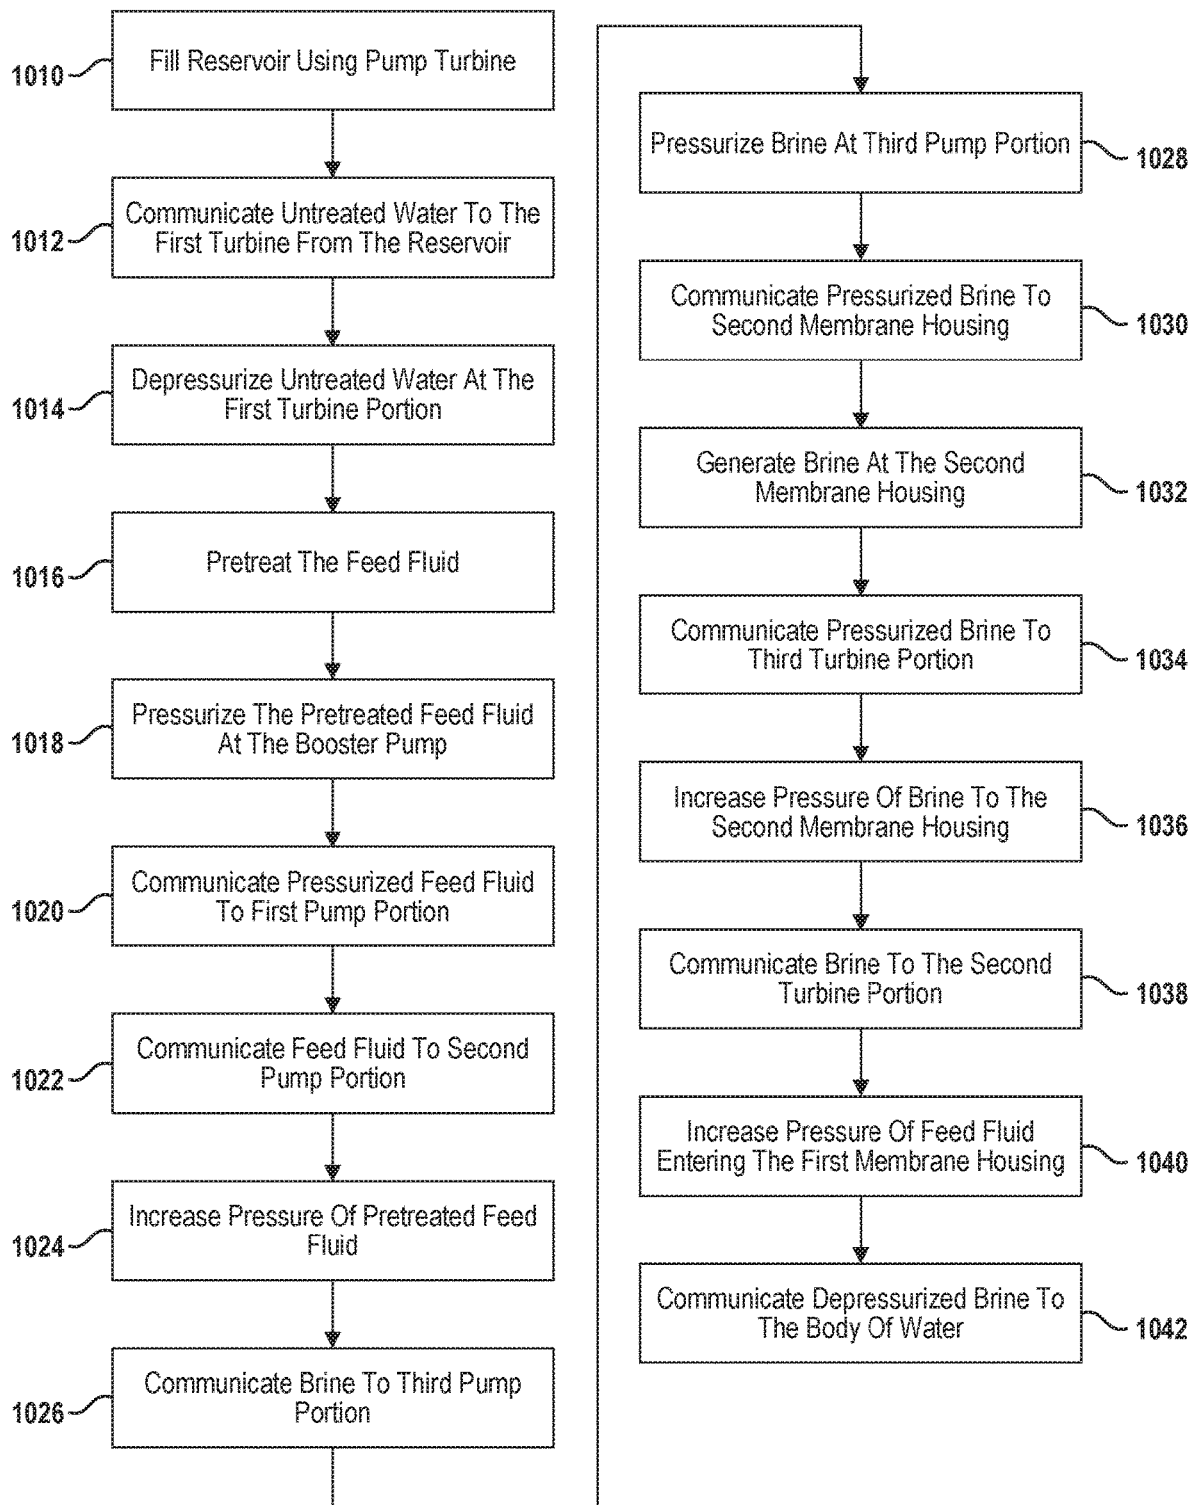 1010
Fill Reservoir Using Pump Turbine
1012
Communicate Untreated Water To The
First Turbine From The Reservoir
1014
Depressurize Untreated Water At The
First Turbine Portion
1016
Pretreat The Feed Fluid
1018
Pressurize The Pretreated Feed Fluid
At The Booster Pump
1020
Communicate Pressurized Feed Fluid
To First Pump Portion
1022
Communicate Feed Fluid To Second
Pump Portion
1024
Increase Pressure Of Pretreated Feed
Fluid
1026
Communicate Brine To Third Pump
Portion
Pressurize Brine At Third Pump Portion
1028
Communicate Pressurized Brine To
Second Membrane Housing
1030
Generate Brine At The Second
Membrane Housing
1032
Communicate Pressurized Brine To
Third Turbine Portion
1034
Increase Pressure Of Brine To The
Second Membrane Housing
1036
Communicate Brine To The Second
Turbine Portion
1038
Increase Pressure Of Feed Fluid
Entering The First Membrane Housing
1040
Communicate Depressurized Brine To
The Body Of Water
1042